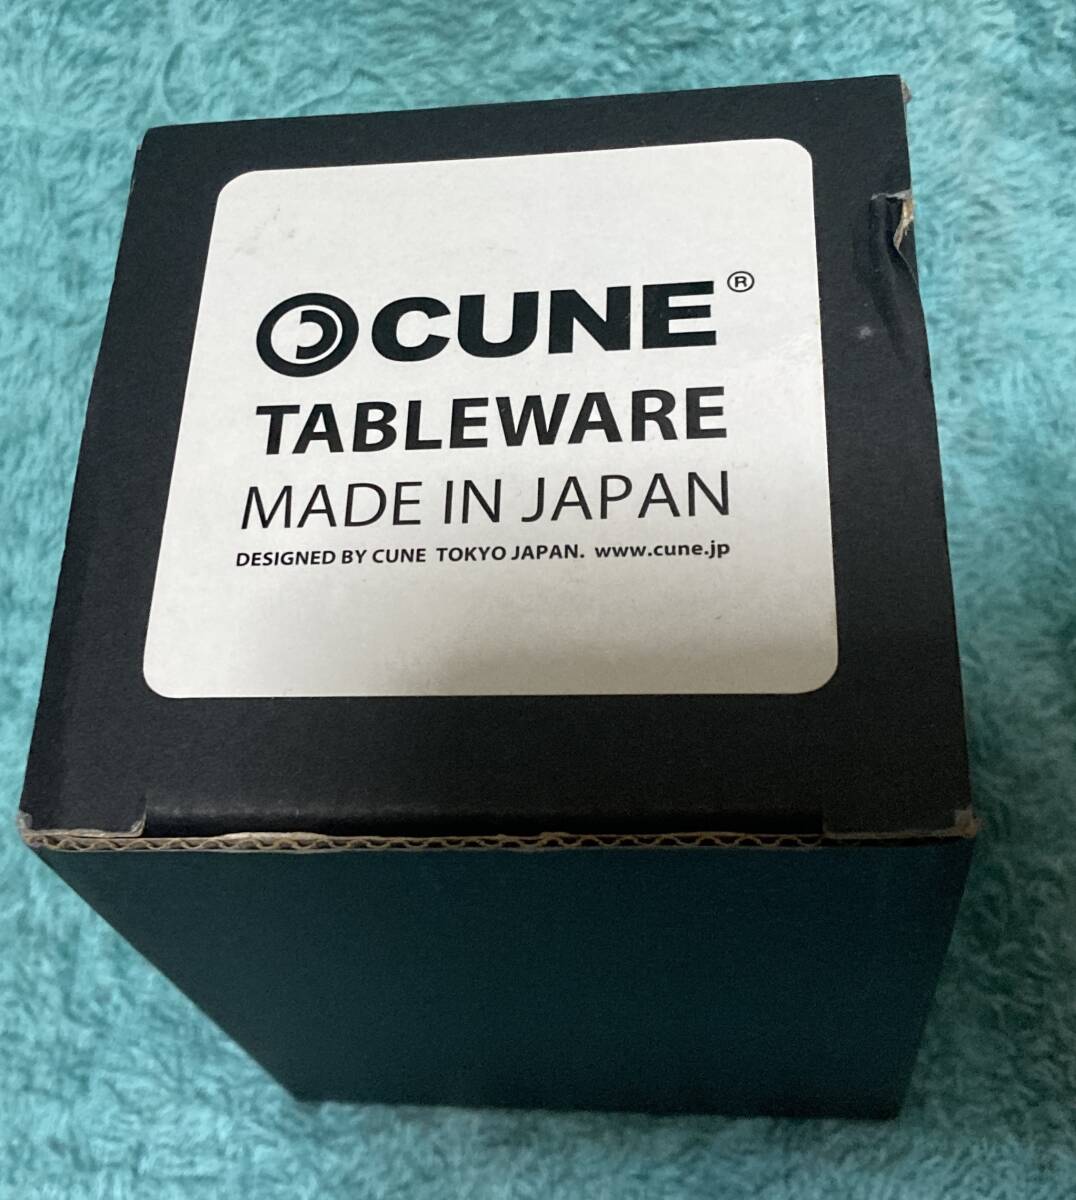 CUNE®
TABLEWARE
MADE IN JAPAN
DESIGNED BY CUNE TOKYO JAPAN. www.cune.jp